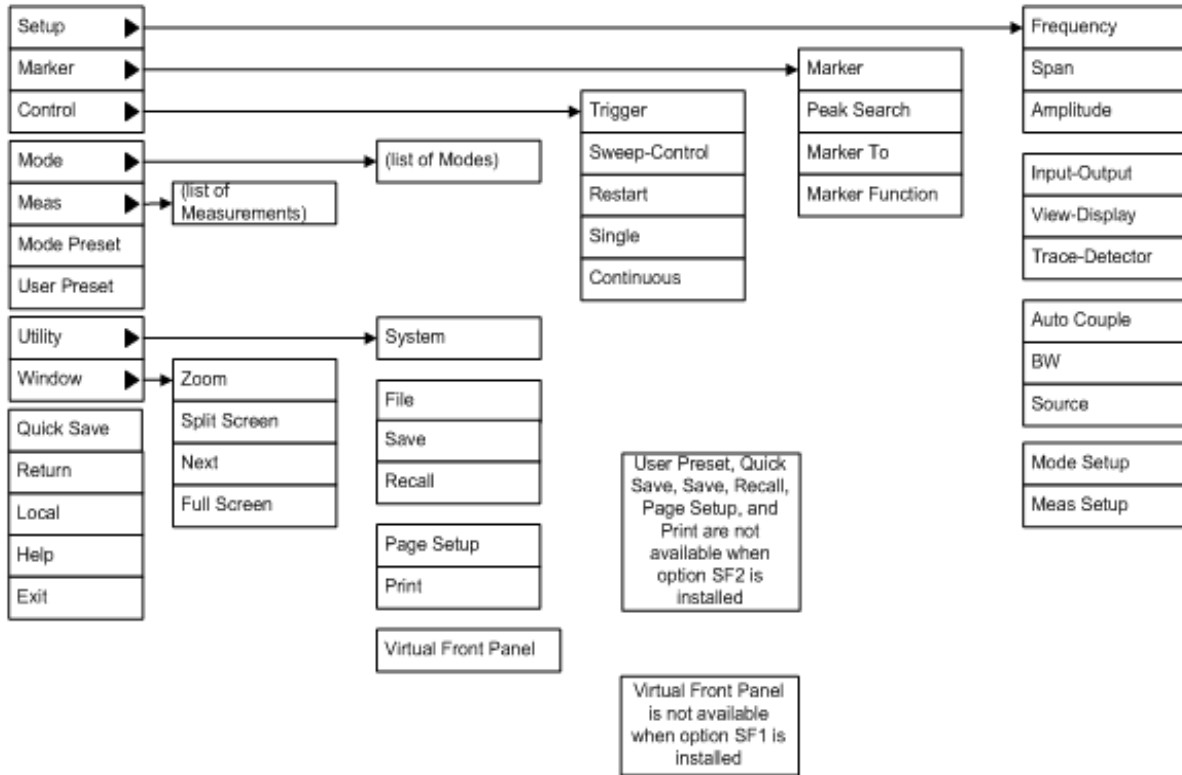 Setup
Marker
Control
Mode
Meas
Mode Preset
User Preset
Utility
Window
Quick Save
Return
Local
Help
Exit
(list of
Measurements)
Zoom
Split Screen
Next
Full Screen
(list of Modes)
System
File
Save
Recall
Page Setup
Print
Virtual Front Panel
Trigger
Sweep-Control
Restart
Single
Continuous
User Preset, Quick
Save, Save, Recall,
Page Setup, and
Print are not
available when
option SF2 is
installed
Virtual Front Panel
is not available
when option SF1 is
installed
Marker
Peak Search
Marker To
Marker Function
Frequency
Span
Amplitude
Input-Output
View-Display
Trace-Detector
Auto Couple
BW
Source
Mode Setup
Meas Setup